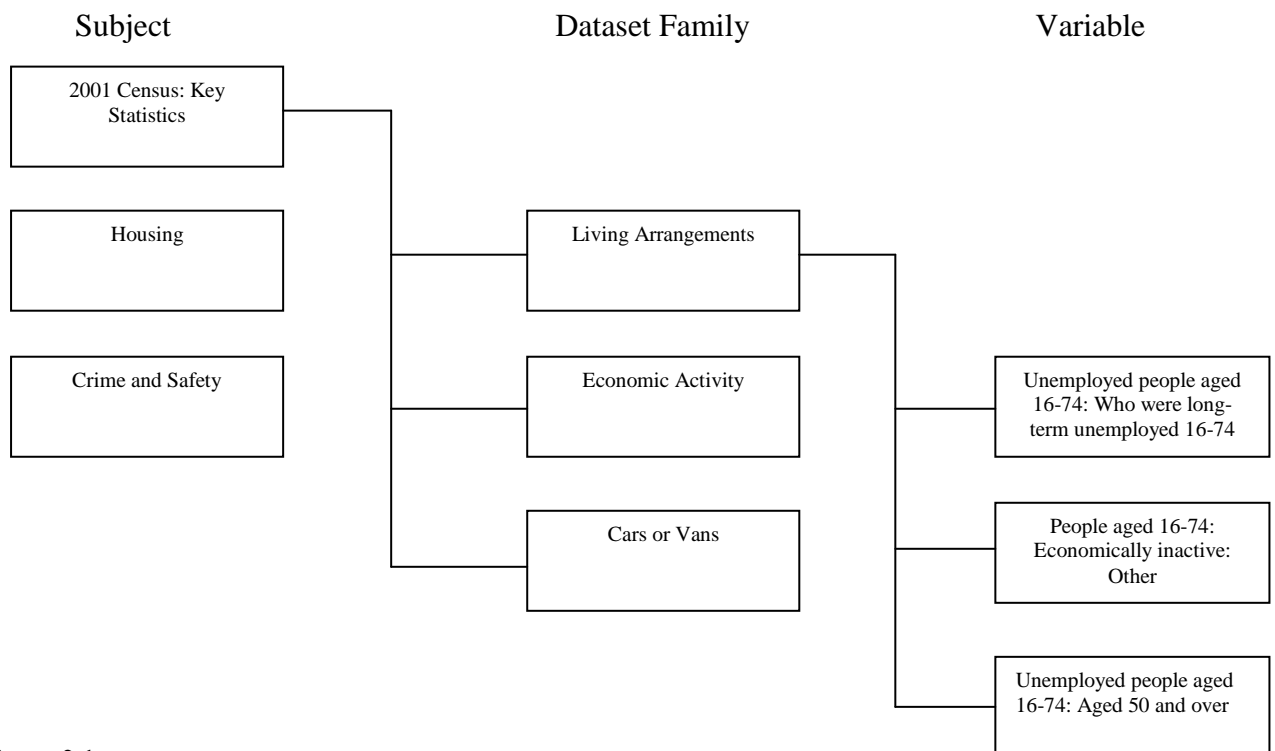 Subject
Dataset Family
Variable
2001 Census: Key
Statistics
Housing
Living Arrangements
Crime and Safety
Economic Activity
Unemployed people aged
16-74: Who were long-
term unemployed 16-74
Cars or Vans
People aged 16-74:
Economically inactive:
Other
Unemployed people aged
16-74: Aged 50 and over